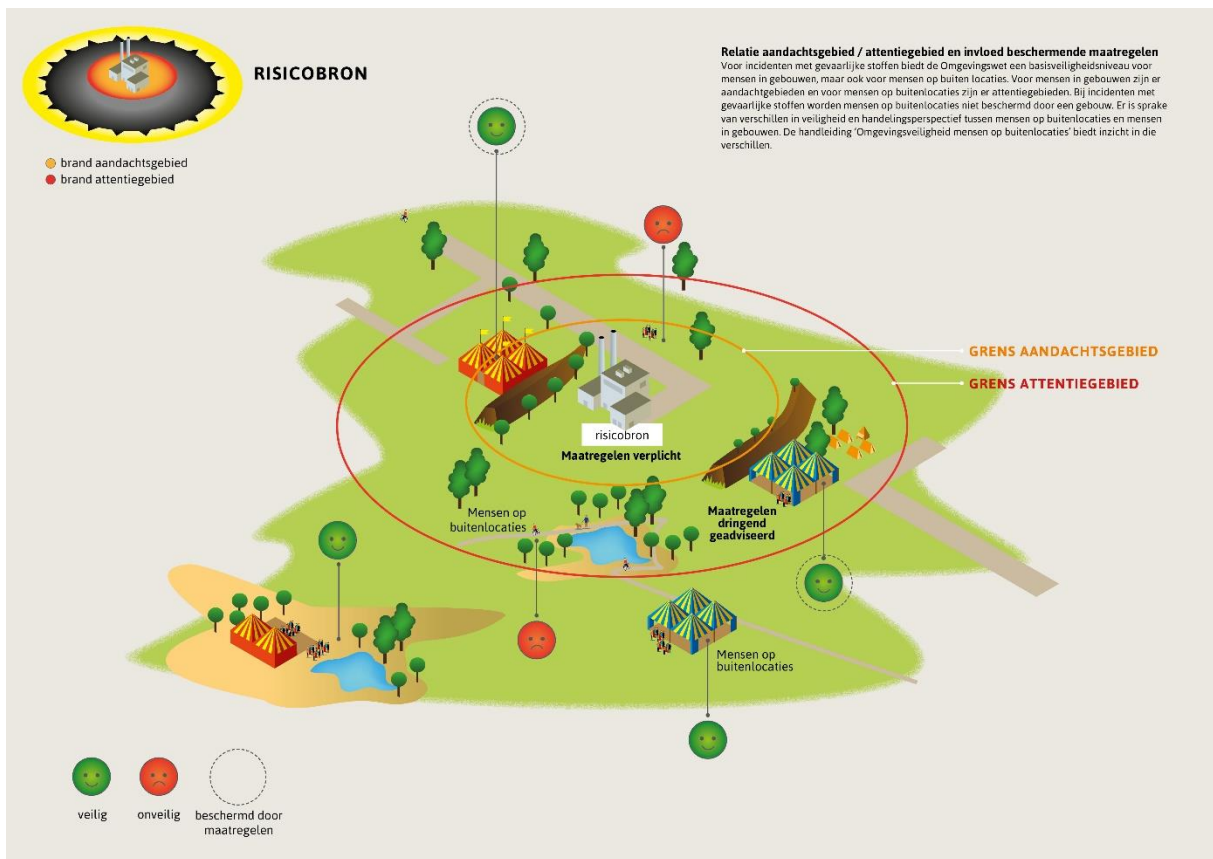 RISICOBRON
brand aandachtsgebied
brand attentiegebied
Relatie aandachtsgebied / attentiegebied en invloed beschermende maatregelen
Voor incidenten met gevaarlijke stoffen biedt de Omgevingswet een basisveiligheidsniveau voor
mensen in gebouwen, maar ook voor mensen op buiten locaties. Voor mensen in gebouwen zijn er
aandachtgebieden en voor mensen op buitenlocaties zijn er attentiegebieden. Bij incidenten met
gevaarlijke stoffen worden mensen op buitenlocaties niet beschermd door een gebouw. Er is sprake
van verschillen in veiligheid en handelingsperspectief tussen mensen op buitenlocaties en mensen
in gebouwen. De handleiding ‘Omgevingsveiligheid mensen op buitenlocaties’ biedt inzicht in die
verschillen.
GRENS AANDACHTSGEBIED
GRENS ATTENTIEGEBIED
risicobron
Maatregelen verplicht
Mensen op
buitenlocaties
Maatregelen
dringend
geadviseerd
Mensen op
buitenlocaties
veilig
onveilig
beschermd door
maatregelen